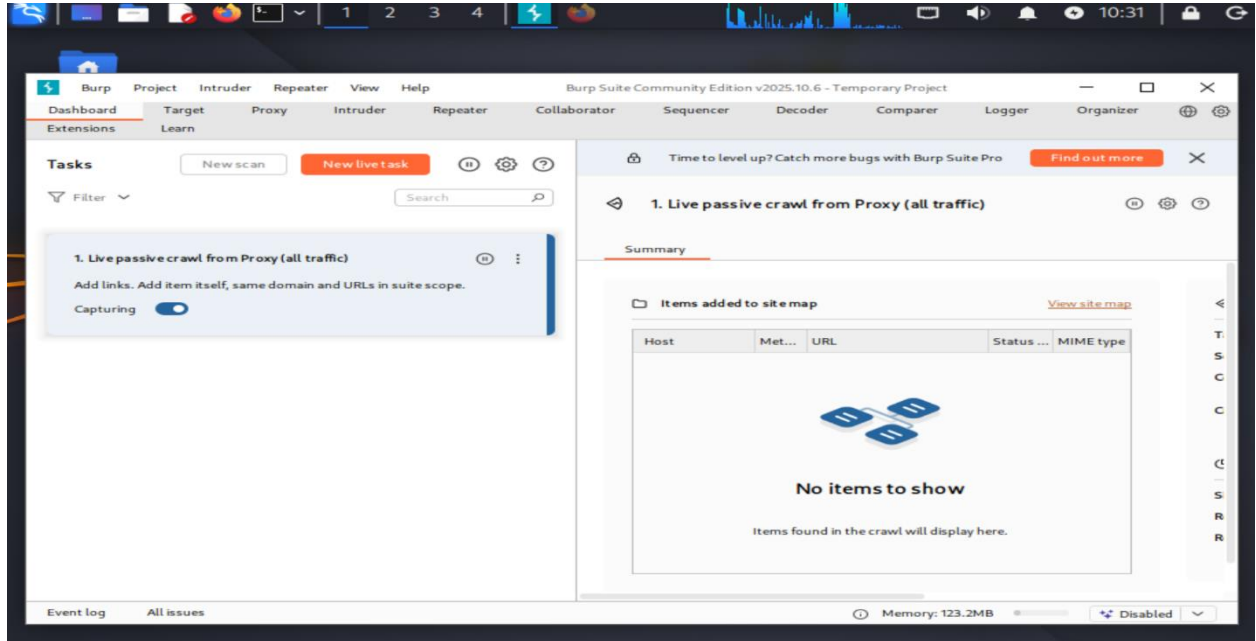 1 2 3 4 10:31
Burp Project Intruder Repeater View Help Burp Suite Community Edition v2025.10.6 - Temporary Project
Dashboard Target Proxy Intruder Repeater Collaborator Sequencer Decoder Comparer Logger Organizer
Extensions Learn
Tasks New scan New live task
Filter Search
1. Live passive crawl from Proxy (all traffic)
Add links. Add item itself, same domain and URLs in suite scope.
Capturing
Time to level up? Catch more bugs with Burp Suite Pro Find out more
1. Live passive crawl from Proxy (all traffic)
Summary
Items added to site map View site map
Host Met... URL Status ... MIME type
No items to show
Items found in the crawl will display here.
Event log All issues Memory: 123.2MB Disabled